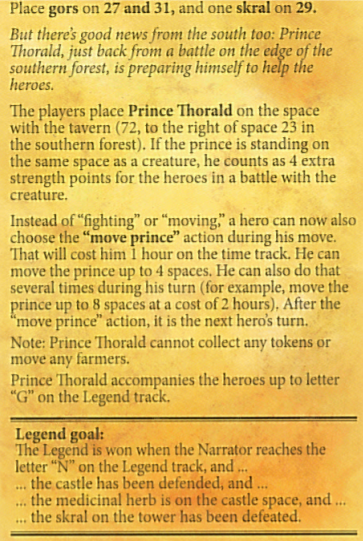 Place gors on 27 and 31, and one skral on 29.
But there's good news from the south too: Prince
Thorald, just back from a battle on the edge of the
southern forest, is preparing himself to help the
heroes.
The players place Prince Thorald on the space
with the tavern (72, to the right of space 23 in
the southern forest). If the prince is standing on
the same space as a creature, he counts as 4 extra
strength points for the heroes in a battle with the
creature.
Instead of "fighting" or "moving," a hero can now also
choose the "move prince" action during his move.
That will cost him 1 hour on the time track. He can
move the prince up to 4 spaces. He can also do that
several times during his turn (for example, move the
prince up to 8 spaces at a cost of 2 hours). After the
"move prince" action, it is the next hero's turn.
Note: Prince Thorald cannot collect any tokens or
move any farmers.
Prince Thorald accompanies the heroes up to letter
"G" on the Legend track.
Legend goal:
The Legend is won when the Narrator reaches the
letter "N" on the Legend track, and ...
... the castle has been defended, and ...
... the medicinal herb is on the castle space, and ...
... the skral on the tower has been defeated.